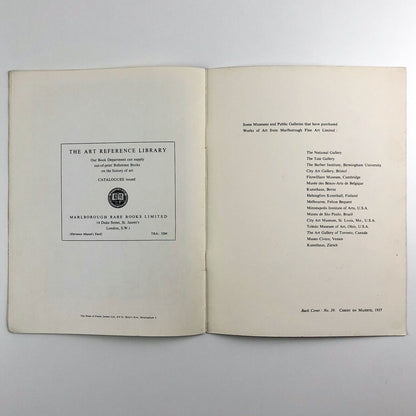 THE ART REFERENCE LIBRARY
Our Book Department can supply
out-of-print Reference Books
on the history of art
CATALOGUES issued
MARLBOROUGH RARE BOOKS LIMITED
18 Duke Street, St. James's
London, S.W.1
Some Museums and Public Galleries that have purchased
Works of Art from Marlborough Fine Art Limited:
The National Gallery
The Tate Gallery
The Barber Institute, Birmingham University
City Art Gallery, Bristol
Fitzwilliam Museum, Cambridge
Musée des Beaux-Arts de Belgique
Kunsthaus, Berne
Helsingfors Konsthall, Finland
Melbourne, Felton Bequest
Minneapolis Institute of Arts, U.S.A.
Museu de São Paulo, Brazil
City Art Museum, St. Louis, Mo., U.S.A.
Toledo Museum of Art, Ohio, U.S.A.
The Art Gallery of Toronto, Canada
Museo Civico, Venice
Kunsthaus, Zürich
Back Cover - No. 39